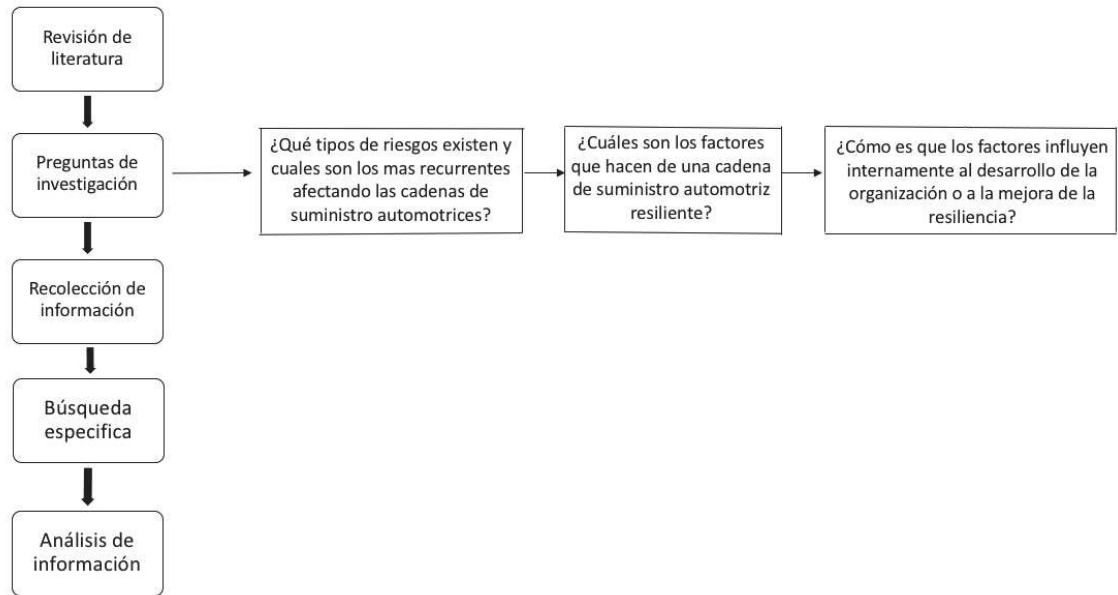 Revisión de
literatura
Preguntas de
investigación
¿Qué tipos de riesgos existen y
cuales son los mas recurrentes
afectando las cadenas de
suministro automotrices?
¿Cuáles son los factores
que hacen de una cadena
de suministro automotriz
resiliente?
¿Cómo es que los factores influyen
internamente al desarrollo de la
organización o a la mejora de la
resiliencia?
Recolección de
información
Búsqueda
especifica
Análisis de
información